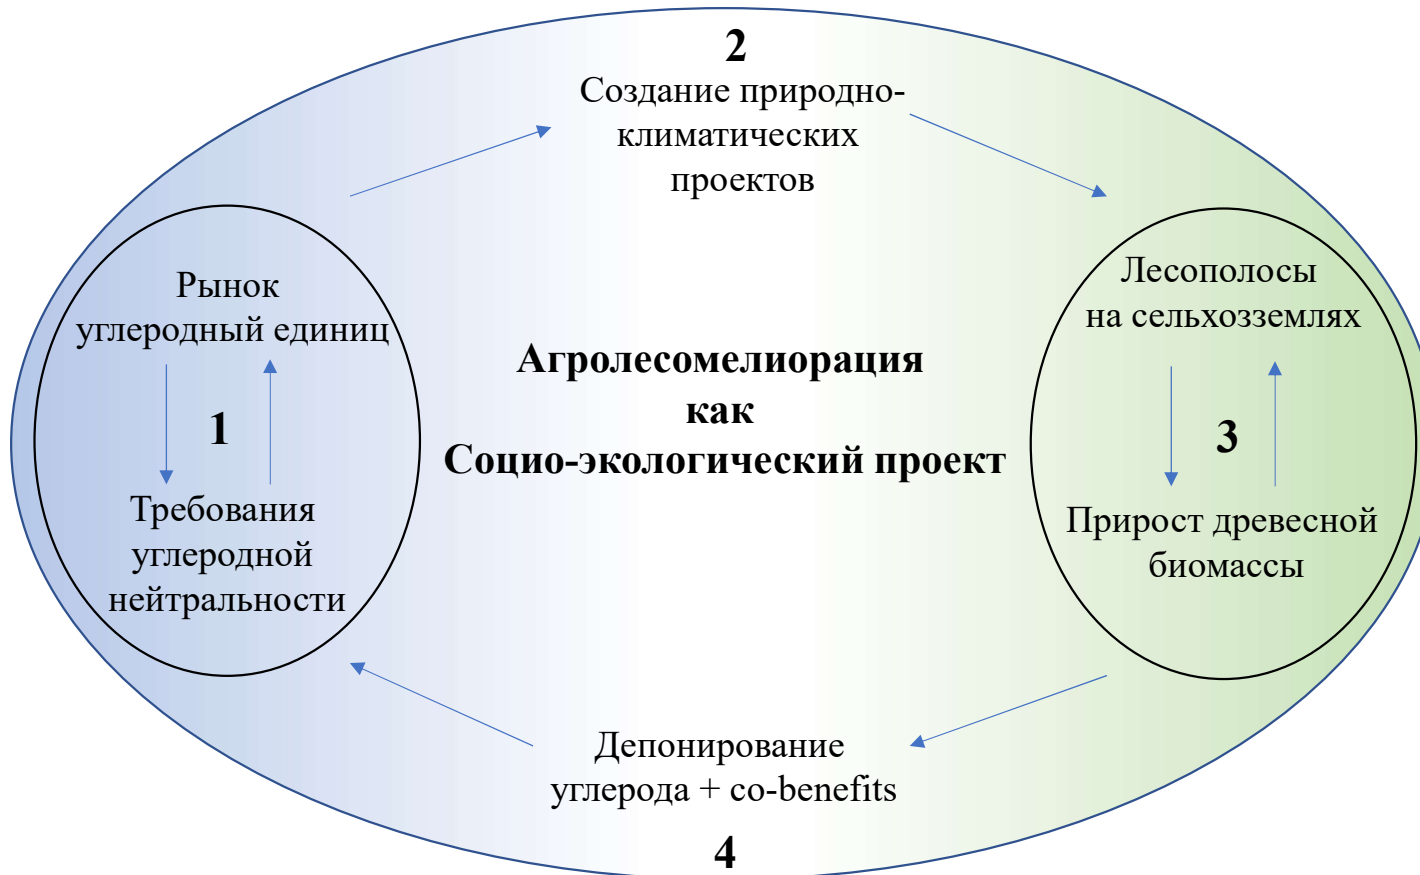 2
Создание природно-
климатических
проектов
Рынок
углеродный единиц
1
Требования
углеродной
нейтральности
Агролесомелиорация
как
Социо-экологический проект
Лесополосы
на сельхозземлях
3
Прирост древесной
биомассы
Депонирование
углерода + co-benefits
4